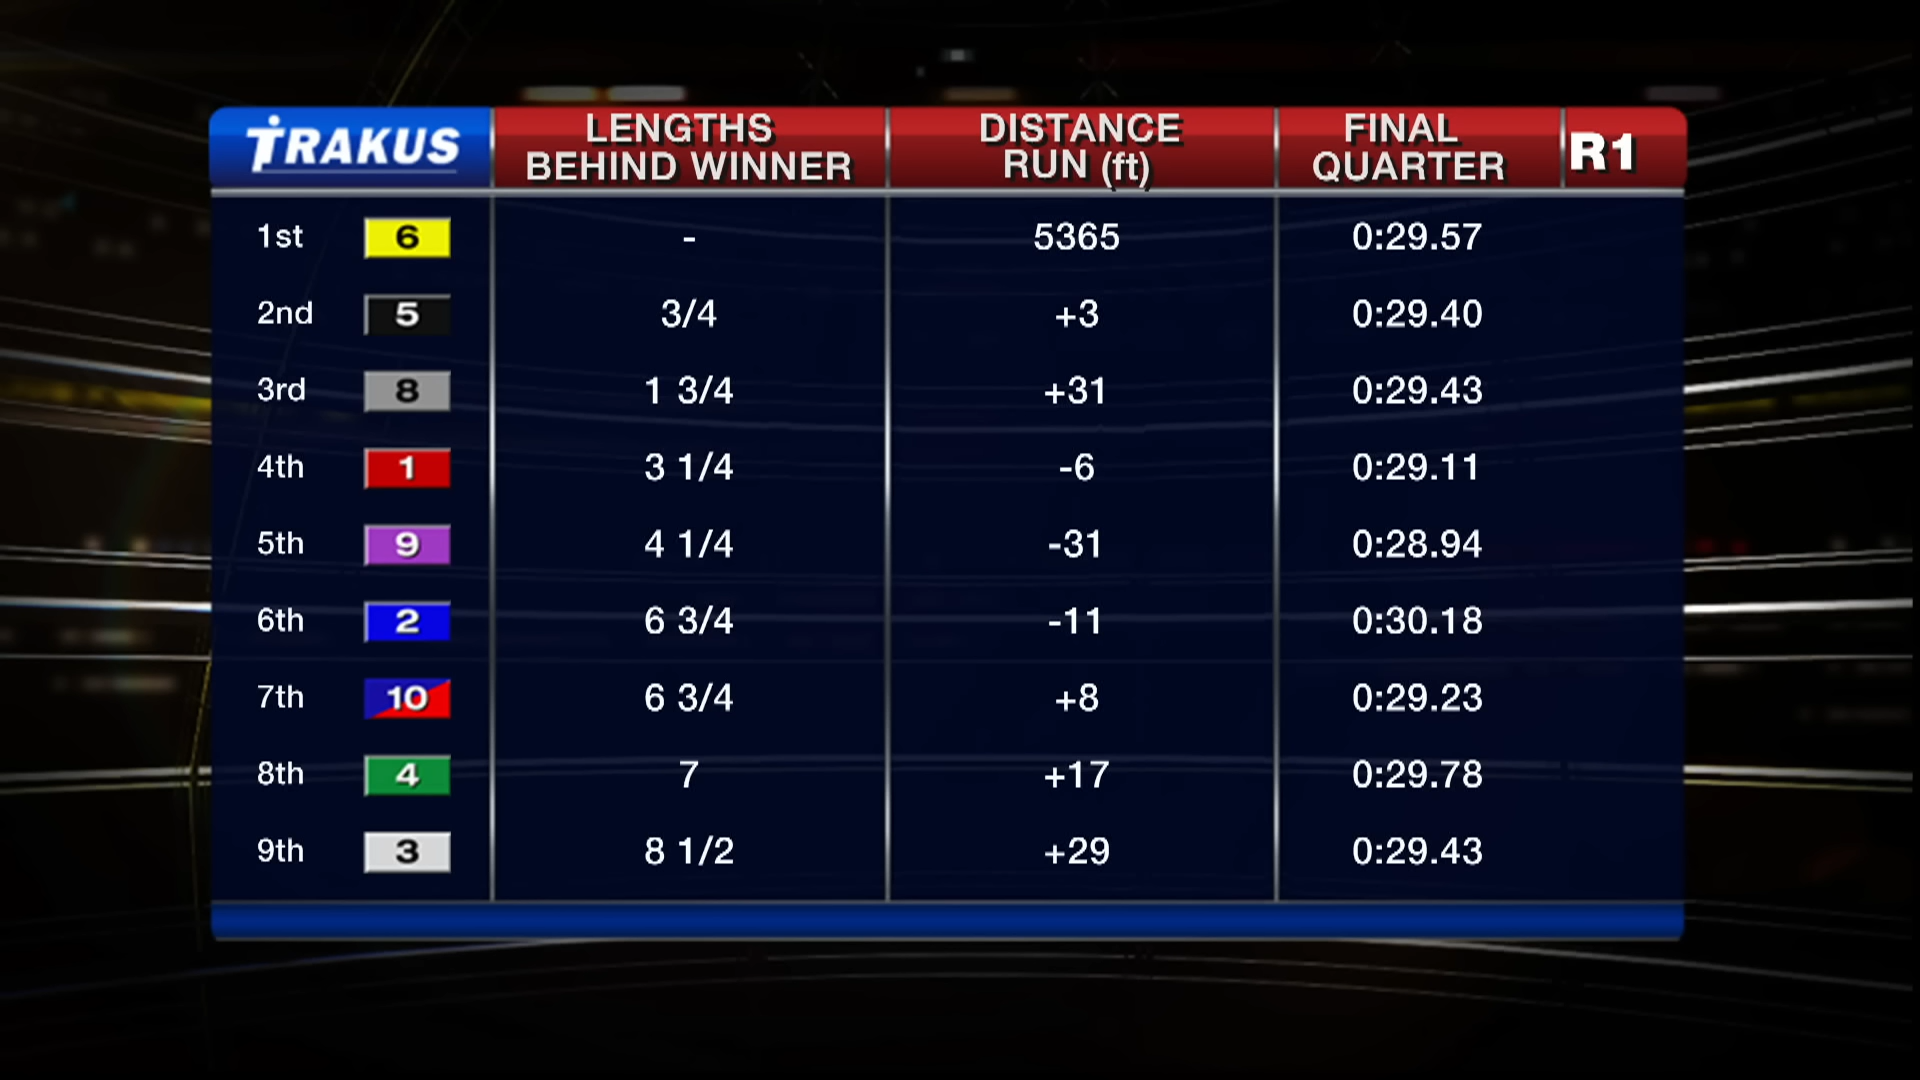 TRAKUS
LENGTHS
BEHIND WINNER
DISTANCE
RUN (ft)
FINAL
QUARTER
R1
1st 6 - 5365 0:29.57
2nd 5 3/4 +3 0:29.40
3rd 8 1 3/4 +31 0:29.43
4th 1 3 1/4 -6 0:29.11
5th 9 4 1/4 -31 0:28.94
6th 2 6 3/4 -11 0:30.18
7th 10 6 3/4 +8 0:29.23
8th 4 7 +17 0:29.78
9th 3 8 1/2 +29 0:29.43